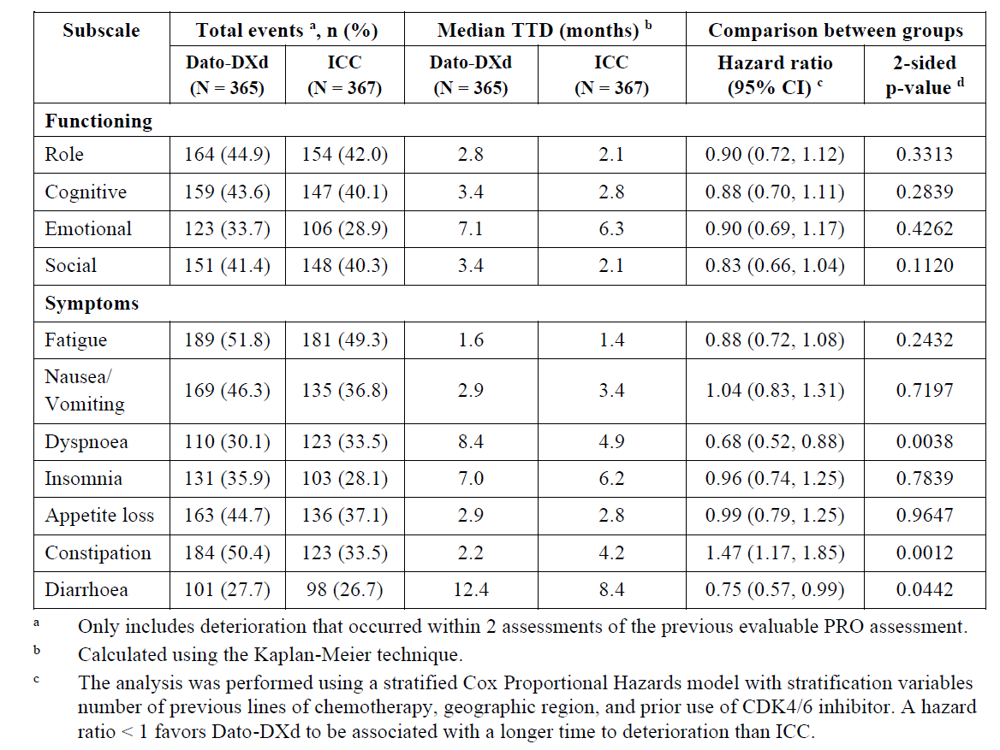 Subscale Total events a, n (%) Median TTD (months) b Comparison between groups
Dato-DXd (N = 365) ICC (N = 367) Dato-DXd (N = 365) ICC (N = 367) Hazard ratio (95% CI) c 2-sided p-value d
Functioning
Role 164 (44.9) 154 (42.0) 2.8 2.1 0.90 (0.72, 1.12) 0.3313
Cognitive 159 (43.6) 147 (40.1) 3.4 2.8 0.88 (0.70, 1.11) 0.2839
Emotional 123 (33.7) 106 (28.9) 7.1 6.3 0.90 (0.69, 1.17) 0.4262
Social 151 (41.4) 148 (40.3) 3.4 2.1 0.83 (0.66, 1.04) 0.1120
Symptoms
Fatigue 189 (51.8) 181 (49.3) 1.6 1.4 0.88 (0.72, 1.08) 0.2432
Nausea/ Vomiting 169 (46.3) 135 (36.8) 2.9 3.4 1.04 (0.83, 1.31) 0.7197
Dyspnoea 110 (30.1) 123 (33.5) 8.4 4.9 0.68 (0.52, 0.88) 0.0038
Insomnia 131 (35.9) 103 (28.1) 7.0 6.2 0.96 (0.74, 1.25) 0.7839
Appetite loss 163 (44.7) 136 (37.1) 2.9 2.8 0.99 (0.79, 1.25) 0.9647
Constipation 184 (50.4) 123 (33.5) 2.2 4.2 1.47 (1.17, 1.85) 0.0012
Diarrhoea 101 (27.7) 98 (26.7) 12.4 8.4 0.75 (0.57, 0.99) 0.0442
a Only includes deterioration that occurred within 2 assessments of the previous evaluable PRO assessment.
b Calculated using the Kaplan-Meier technique.
c The analysis was performed using a stratified Cox Proportional Hazards model with stratification variables
number of previous lines of chemotherapy, geographic region, and prior use of CDK4/6 inhibitor. A hazard
ratio < 1 favors Dato-DXd to be associated with a longer time to deterioration than ICC.